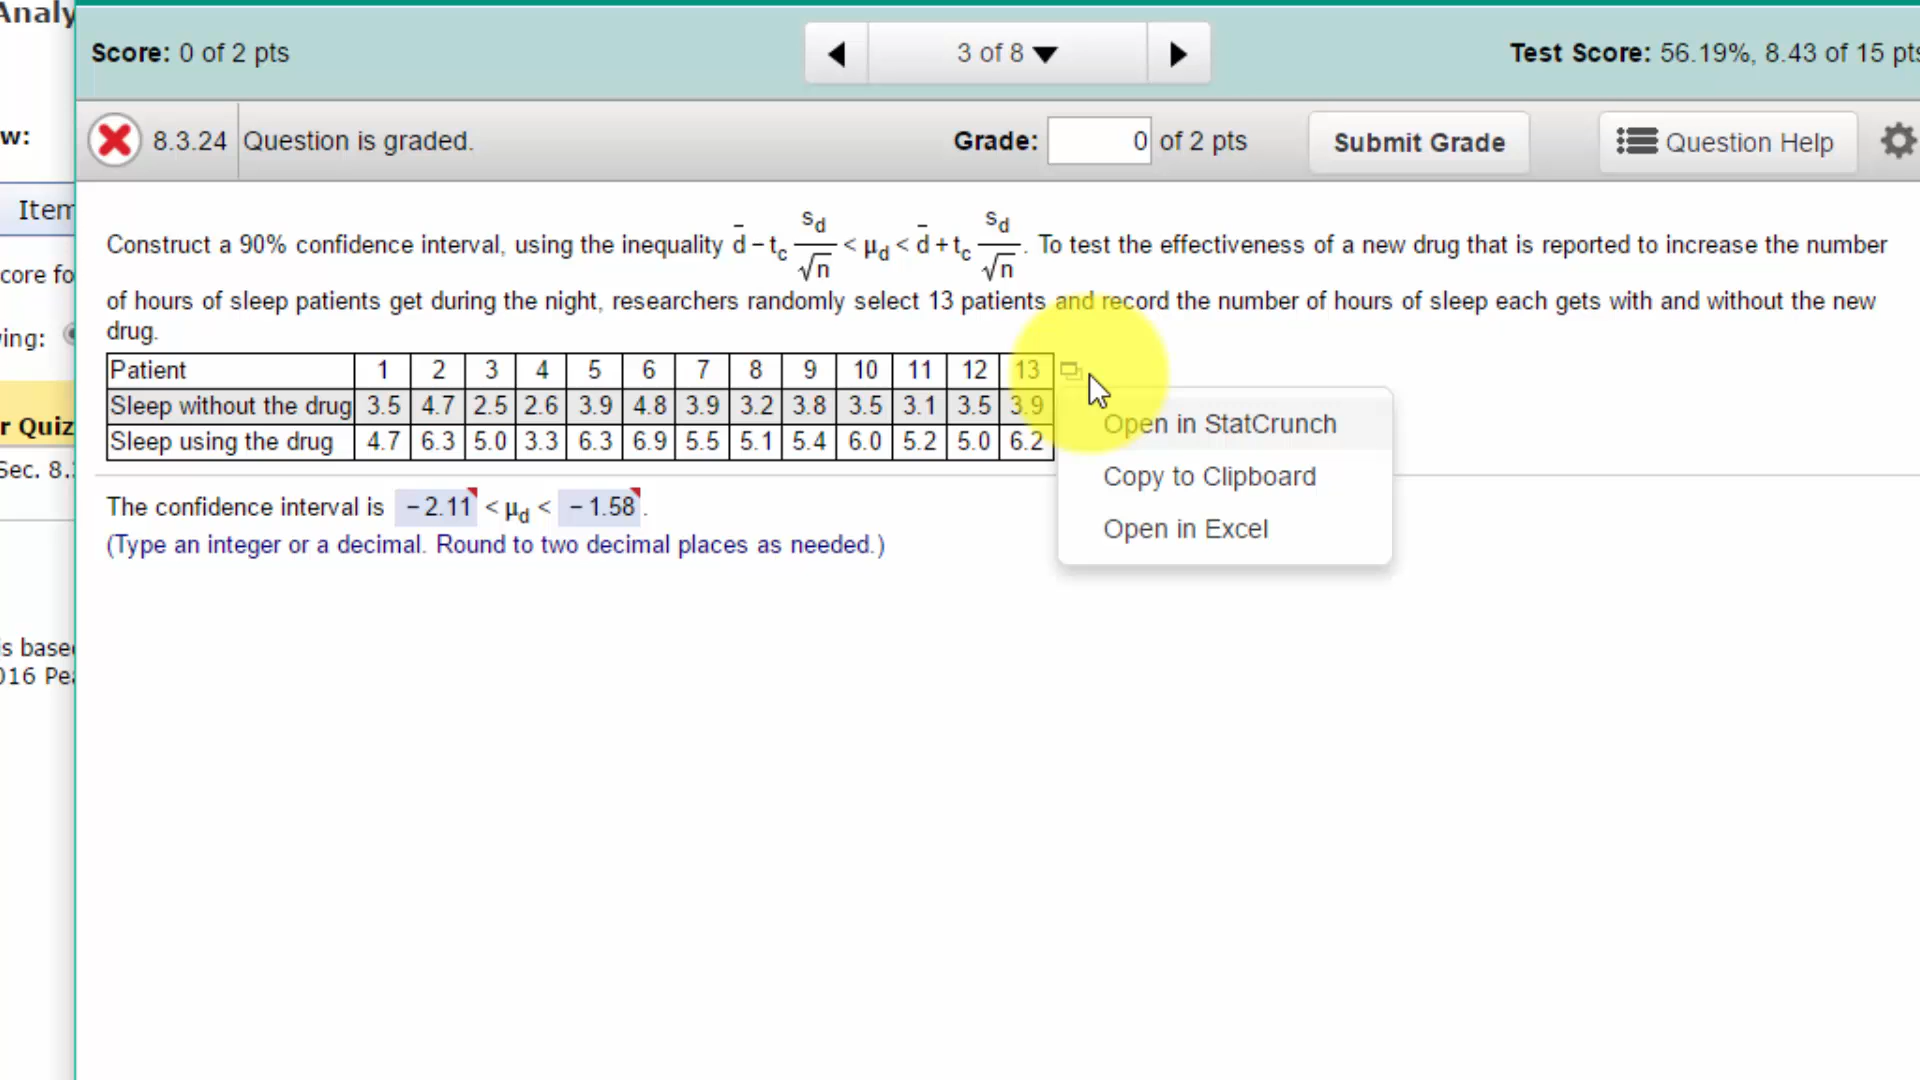 Analy
Score: 0 of 2 pts
3 of 8
Test Score: 56.19%, 8.43 of 15 pts
w:
8.3.24
Question is graded.
Grade: 0 of 2 pts
Submit Grade
Question Help
Item
core fo
ing:
r Quiz
Sec. 8.
is base
016 Pea
Construct a 90% confidence interval, using the inequality d̄ − t_c s_d/√n < μ_d < d̄ + t_c s_d/√n. To test the effectiveness of a new drug that is reported to increase the number
of hours of sleep patients get during the night, researchers randomly select 13 patients and record the number of hours of sleep each gets with and without the new
drug.
Patient 1 2 3 4 5 6 7 8 9 10 11 12 13
Sleep without the drug 3.5 4.7 2.5 2.6 3.9 4.8 3.9 3.2 3.8 3.5 3.1 3.5 3.9
Sleep using the drug 4.7 6.3 5.0 3.3 6.3 6.9 5.5 5.1 5.4 6.0 5.2 5.0 6.2
Open in StatCrunch
Copy to Clipboard
Open in Excel
The confidence interval is −2.11 < μ_d < −1.58.
(Type an integer or a decimal. Round to two decimal places as needed.)